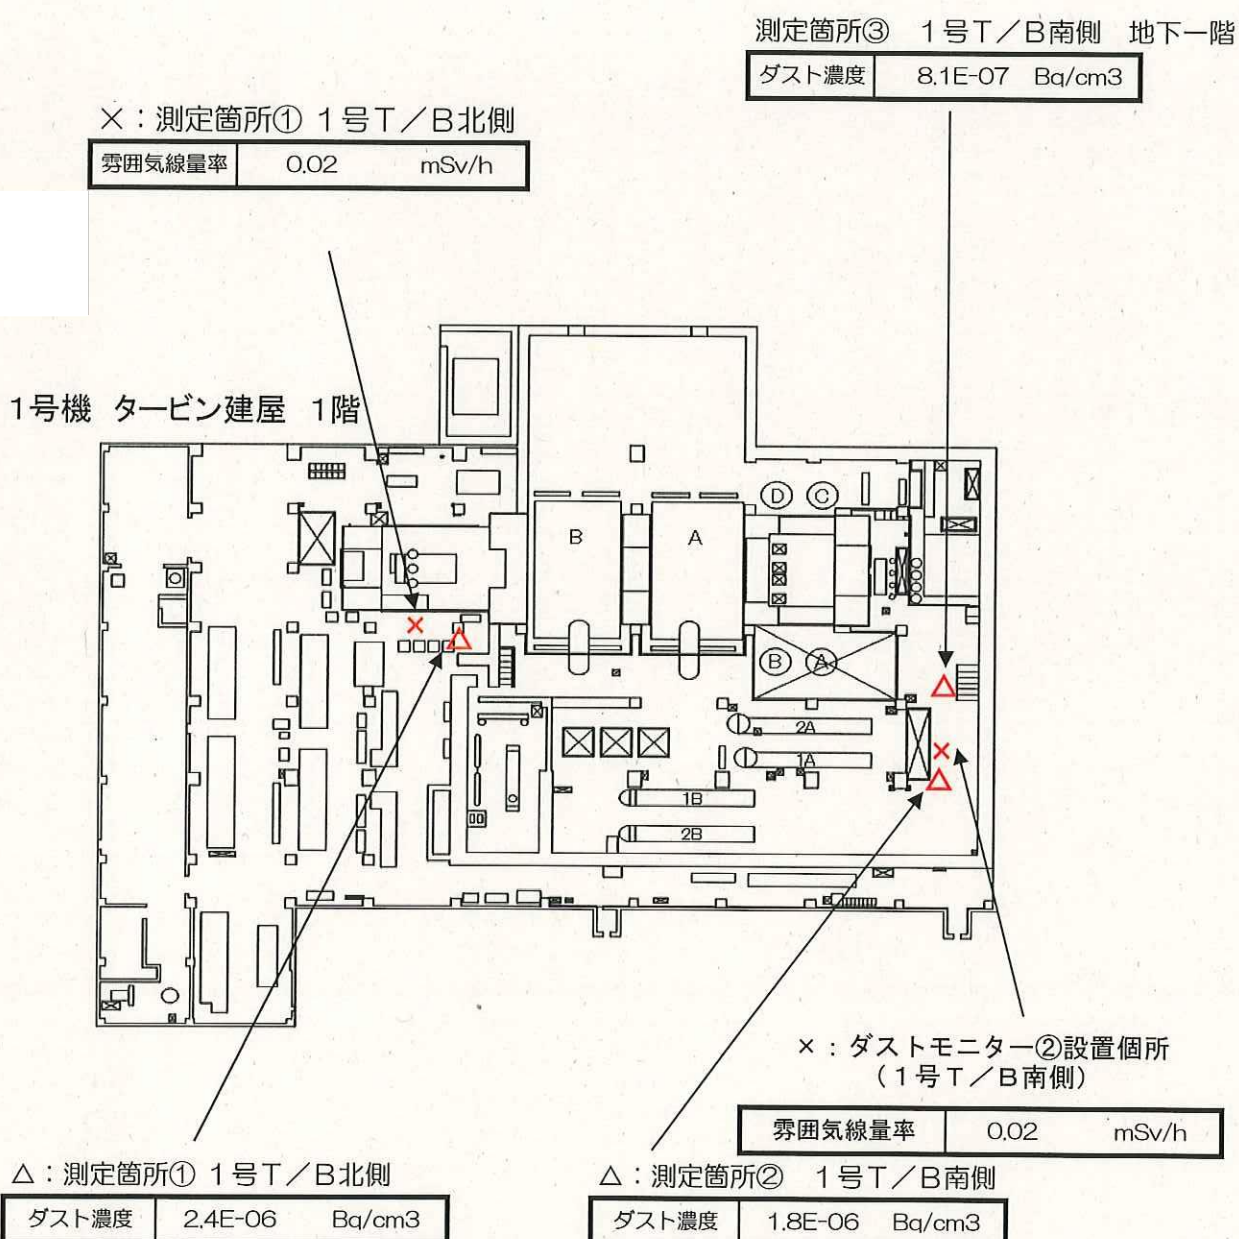 測定箇所③ 1号T／B南側 地下一階
ダスト濃度 8.1E-07 Bq/cm3
×：測定箇所① 1号T／B北側
雰囲気線量率 0.02 mSv/h
1号機 タービン建屋 1階
D C
B A
B A
2A
1A
1B
2B
×：ダストモニター②設置個所
（1号T／B南側）
雰囲気線量率 0.02 mSv/h
△：測定箇所① 1号T／B北側
ダスト濃度 2.4E-06 Bq/cm3
△：測定箇所② 1号T／B南側
ダスト濃度 1.8E-06 Bq/cm3